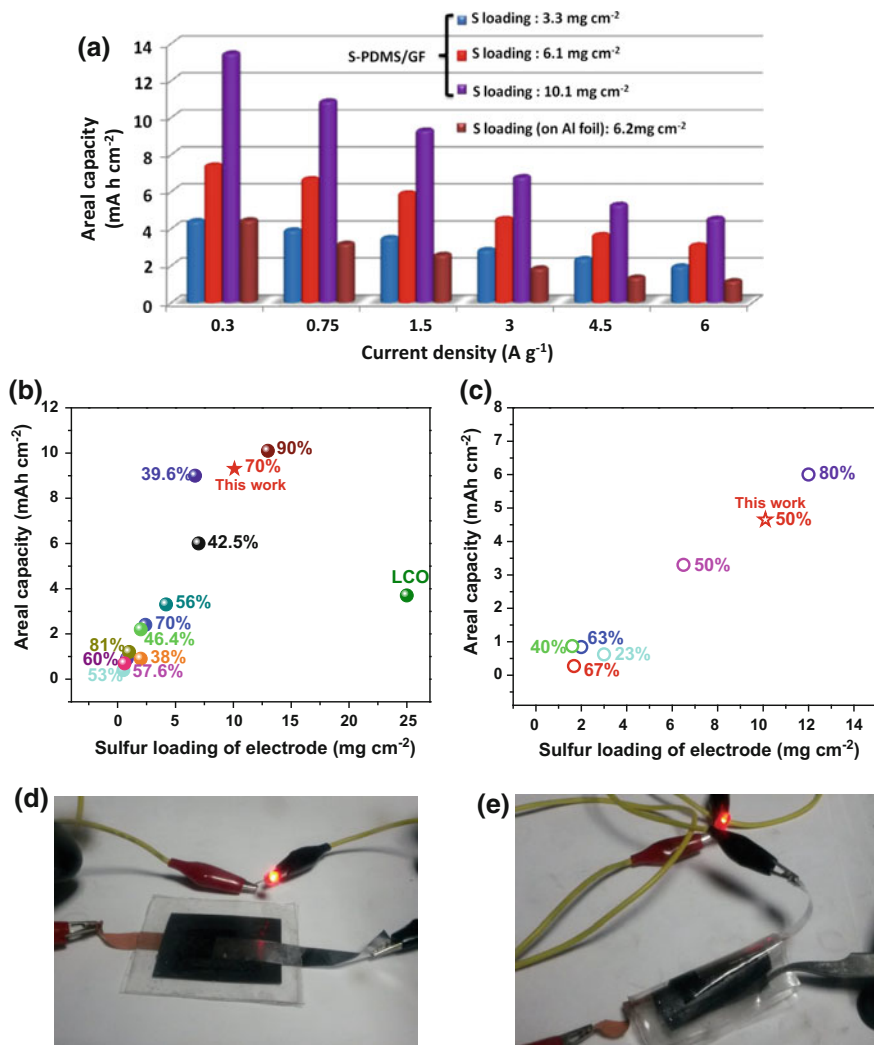 (a)
S-PDMS/GF
S loading : 3.3 mg cm⁻²
S loading : 6.1 mg cm⁻²
S loading : 10.1 mg cm⁻²
S loading (on Al foil): 6.2mg cm⁻²
Areal capacity
(mA h cm⁻²)
14
12
10
8
6
4
2
0
0.3 0.75 1.5 3 4.5 6
Current density (A g⁻¹)
(b)
Areal capacity (mAh cm⁻²)
12
10
8
6
4
2
0
90%
70%
This work
39.6%
42.5%
LCO
56%
70%
46.4%
81%
60%
38%
53%
57.6%
0 5 10 15 20 25
Sulfur loading of electrode (mg cm⁻²)
(c)
Areal capacity (mAh cm⁻²)
8
7
6
5
4
3
2
1
0
80%
This work
50%
50%
40%
63%
23%
67%
0 2 4 6 8 10 12 14
Sulfur loading of electrode (mg cm⁻²)
(d)
(e)